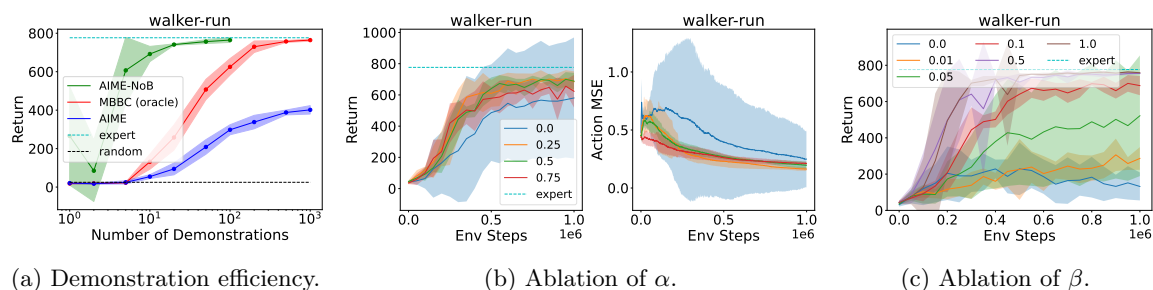 walker-run
800
600
400
200
0
Return
AIME-NoB
MBBC (oracle)
AIME
expert
random
10^0 10^1 10^2 10^3
Number of Demonstrations
(a) Demonstration efficiency.
walker-run
1000
800
600
400
200
0
Return
0.0
0.25
0.5
0.75
expert
0.0 0.5 1.0
Env Steps 1e6
walker-run
1.0
0.5
0.0
Action MSE
0.0 0.5 1.0
Env Steps 1e6
(b) Ablation of α.
walker-run
800
600
400
200
0
Return
0.0 0.1 1.0
0.01 0.5 expert
0.05
0.0 0.2 0.4 0.6 0.8 1.0
Env Steps 1e6
(c) Ablation of β.